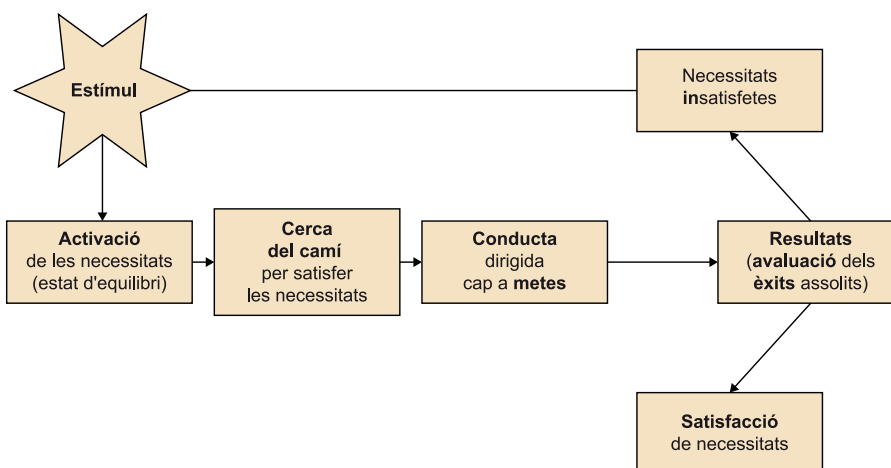 Estímul
Necessitats
insatisfetes
Activació
de les necessitats
(estat d'equilibri)
Cerca
del camí
per satisfer
les necessitats
Conducta
dirigida
cap a metes
Resultats
(avaluació dels
èxits assolits)
Satisfacció
de necessitats